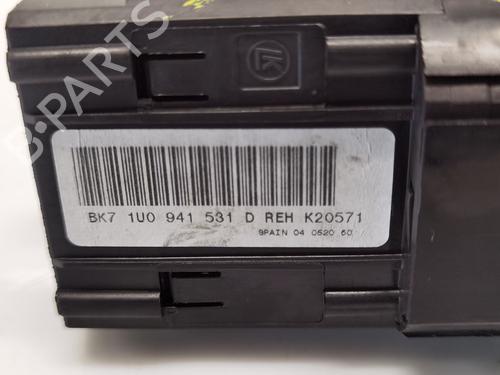 B-PARTS
BK7 1U0 941 531 D REH K20571
SPAIN 04 0520 60